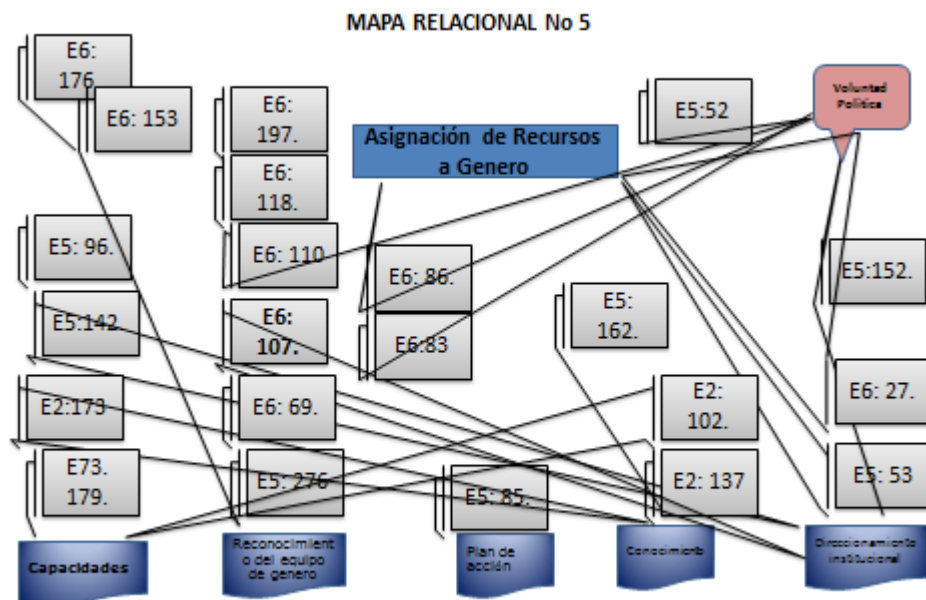 MAPA RELACIONAL No 5
E6:
176.
E6: 153
E6:
197.
E6:
118.
E6: 110
Asignación de Recursos
a Genero
E5:52
Voluntad
Politica
E5: 96.
E5:142
E6:
107.
E6: 86.
E6:83
E5:
162.
E5:152.
E2:173
E6: 69.
E2:
102.
E6: 27.
E73.
179.
E5: 276
E5: 85.
E2: 137
E5: 53
Capacidades
Reconocimient
o del equipo
de genero
Plan de
acción
Conocimiento
Direccionamiento
institucional